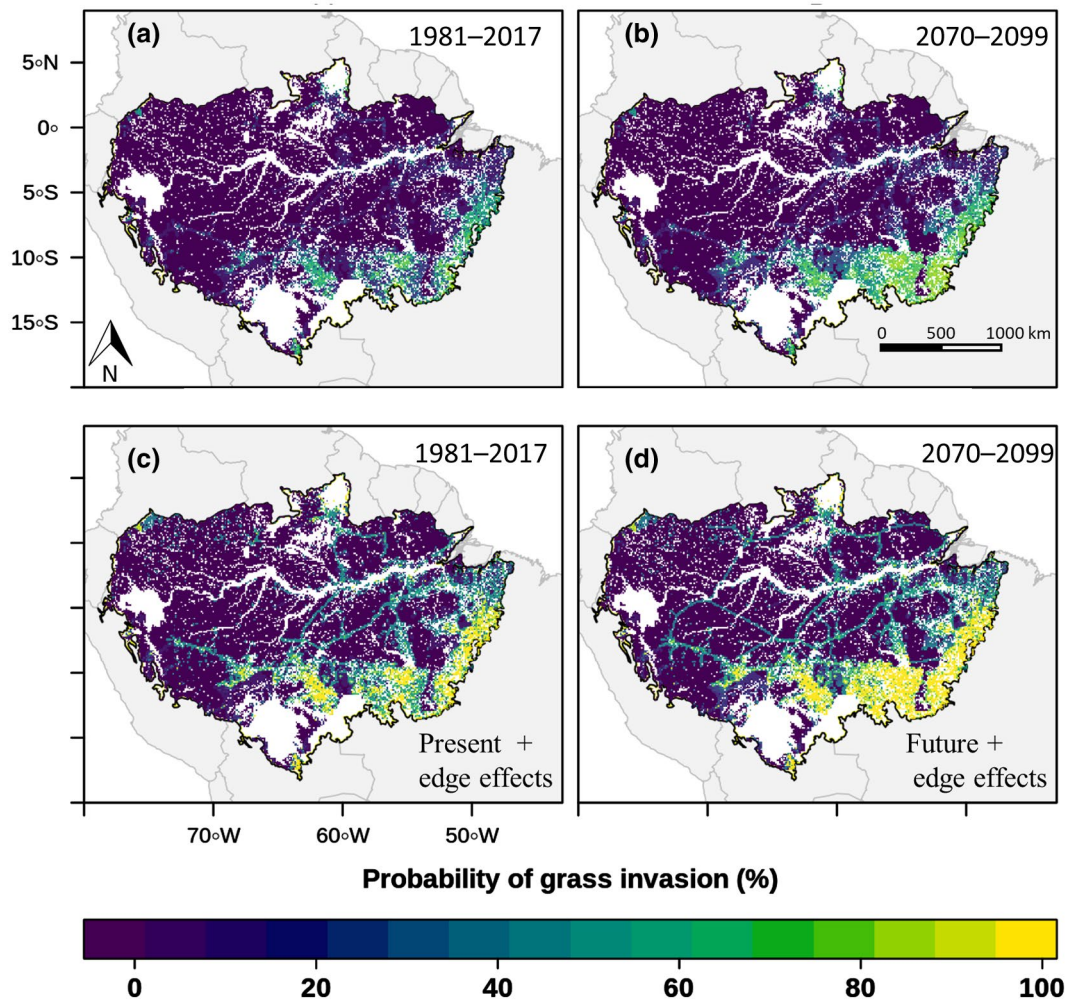 (a) 1981–2017
(b) 2070–2099
5°N
0°
5°S
10°S
15°S
N
0 500 1000 km
(c) 1981–2017
(d) 2070–2099
Present +
edge effects
Future +
edge effects
70°W 60°W 50°W
Probability of grass invasion (%)
0 20 40 60 80 100